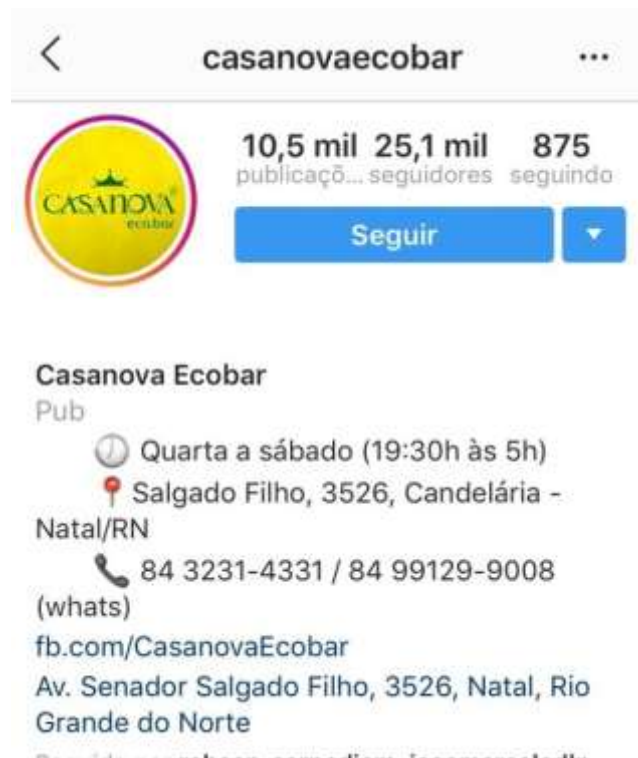 casanovaecobar
10,5 mil 25,1 mil 875
publicaçõ... seguidores seguindo
CASANOVA
ecobar
Seguir
Casanova Ecobar
Pub
Quarta a sábado (19:30h às 5h)
Salgado Filho, 3526, Candelária -
Natal/RN
84 3231-4331 / 84 99129-9008
(whats)
fb.com/CasanovaEcobar
Av. Senador Salgado Filho, 3526, Natal, Rio
Grande do Norte